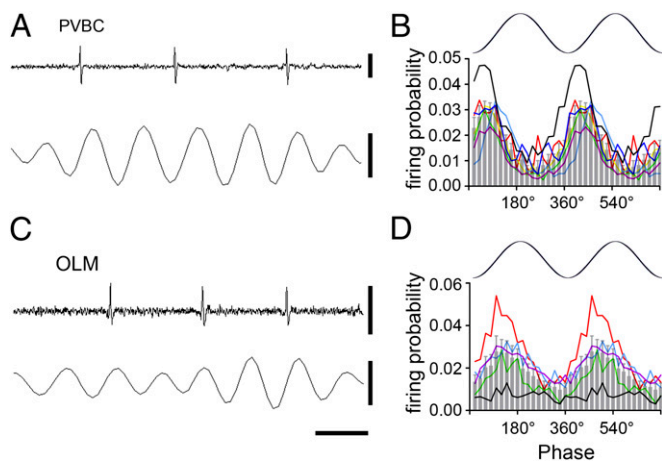 A
PVBC
B
firing probability
0.05
0.04
0.03
0.02
0.01
0.00
180° 360° 540°
C
OLM
D
firing probability
0.06
0.04
0.02
0.00
180° 360° 540°
Phase